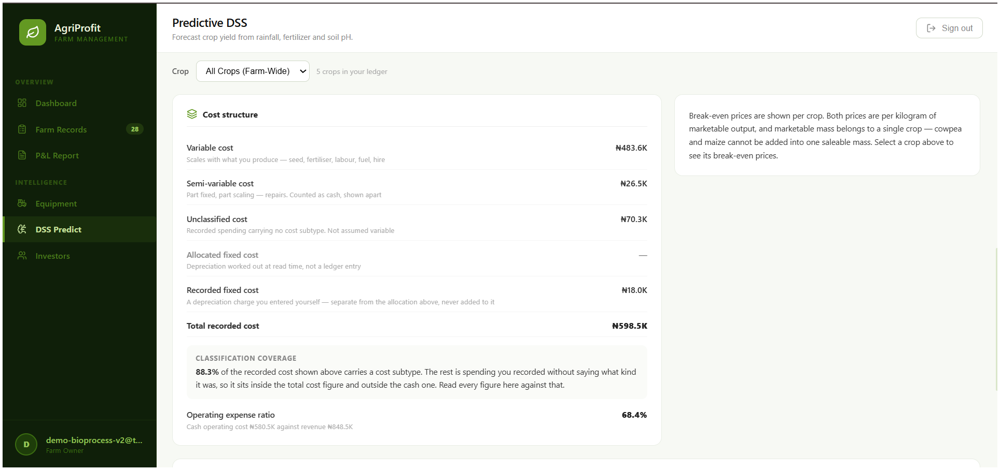 AgriProfit
FARM MANAGEMENT
OVERVIEW
Dashboard
Farm Records
28
P&L Report
INTELLIGENCE
Equipment
DSS Predict
Investors
D
demo-bioprocess-v2@t...
Farm Owner
Predictive DSS
Forecast crop yield from rainfall, fertilizer and soil pH.
Sign out
Crop
All Crops (Farm-Wide)
5 crops in your ledger
Cost structure
Variable cost
₦483.6K
Scales with what you produce — seed, fertiliser, labour, fuel, hire
Semi-variable cost
₦26.5K
Part fixed, part scaling — repairs. Counted as cash, shown apart
Unclassified cost
₦70.3K
Recorded spending carrying no cost subtype. Not assumed variable
Allocated fixed cost
—
Depreciation worked out at read time, not a ledger entry
Recorded fixed cost
₦18.0K
A depreciation charge you entered yourself — separate from the allocation above, never added to it
Total recorded cost
₦598.5K
CLASSIFICATION COVERAGE
88.3% of the recorded cost shown above carries a cost subtype. The rest is spending you recorded without saying what kind
it was, so it sits inside the total cost figure and outside the cash one. Read every figure here against that.
Operating expense ratio
68.4%
Cash operating cost ₦580.5K against revenue ₦848.5K
Break-even prices are shown per crop. Both prices are per kilogram of
marketable output, and marketable mass belongs to a single crop — cowpea
and maize cannot be added into one saleable mass. Select a crop above to
see its break-even prices.